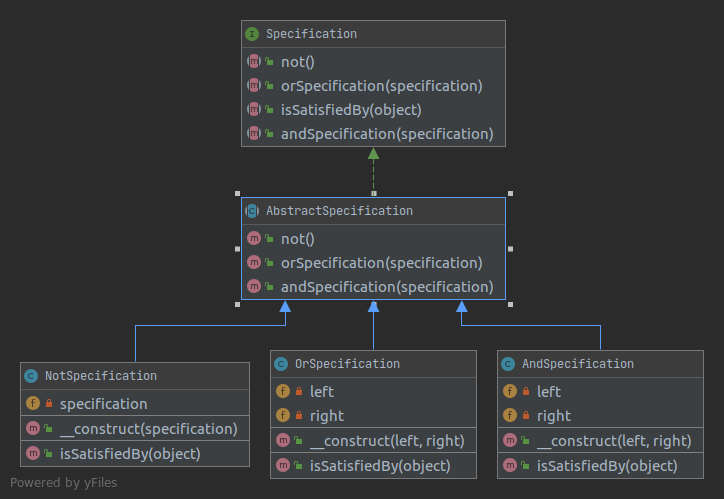 Specification
not()
orSpecification(specification)
isSatisfiedBy(object)
andSpecification(specification)
AbstractSpecification
not()
orSpecification(specification)
andSpecification(specification)
NotSpecification
specification
__construct(specification)
isSatisfiedBy(object)
OrSpecification
left
right
__construct(left, right)
isSatisfiedBy(object)
AndSpecification
left
right
__construct(left, right)
isSatisfiedBy(object)
Powered by yFiles